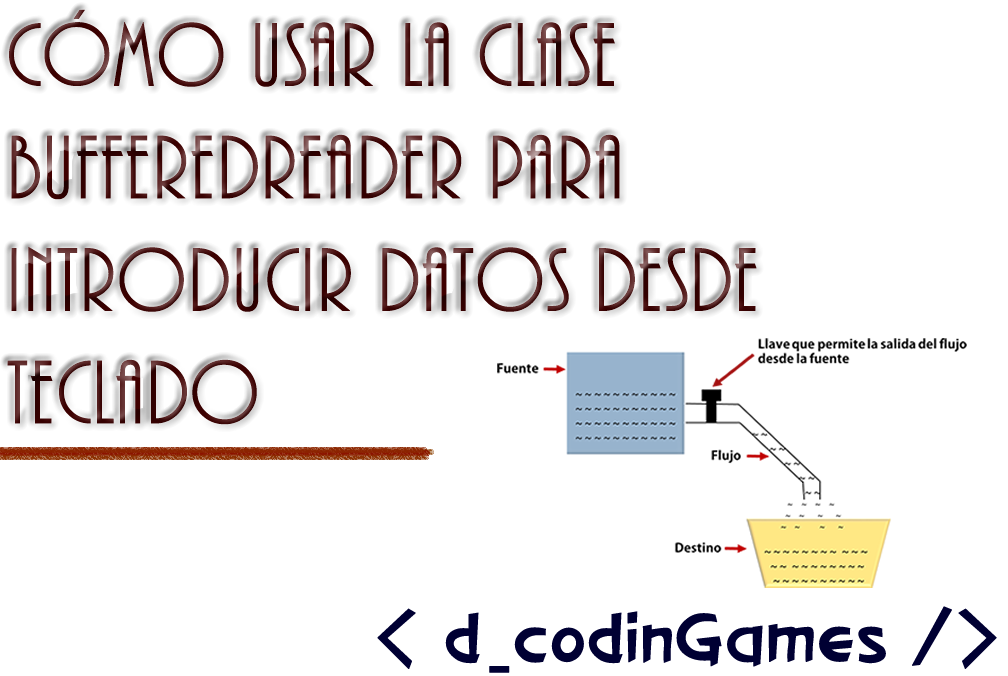 CÓMO USAR LA CLASE
BUFFEREDREADER PARA
INTRODUCIR DATOS DESDE
TECLADO
Llave que permite la salida del flujo
desde la fuente
Fuente
Flujo
Destino
< d_codinGames />